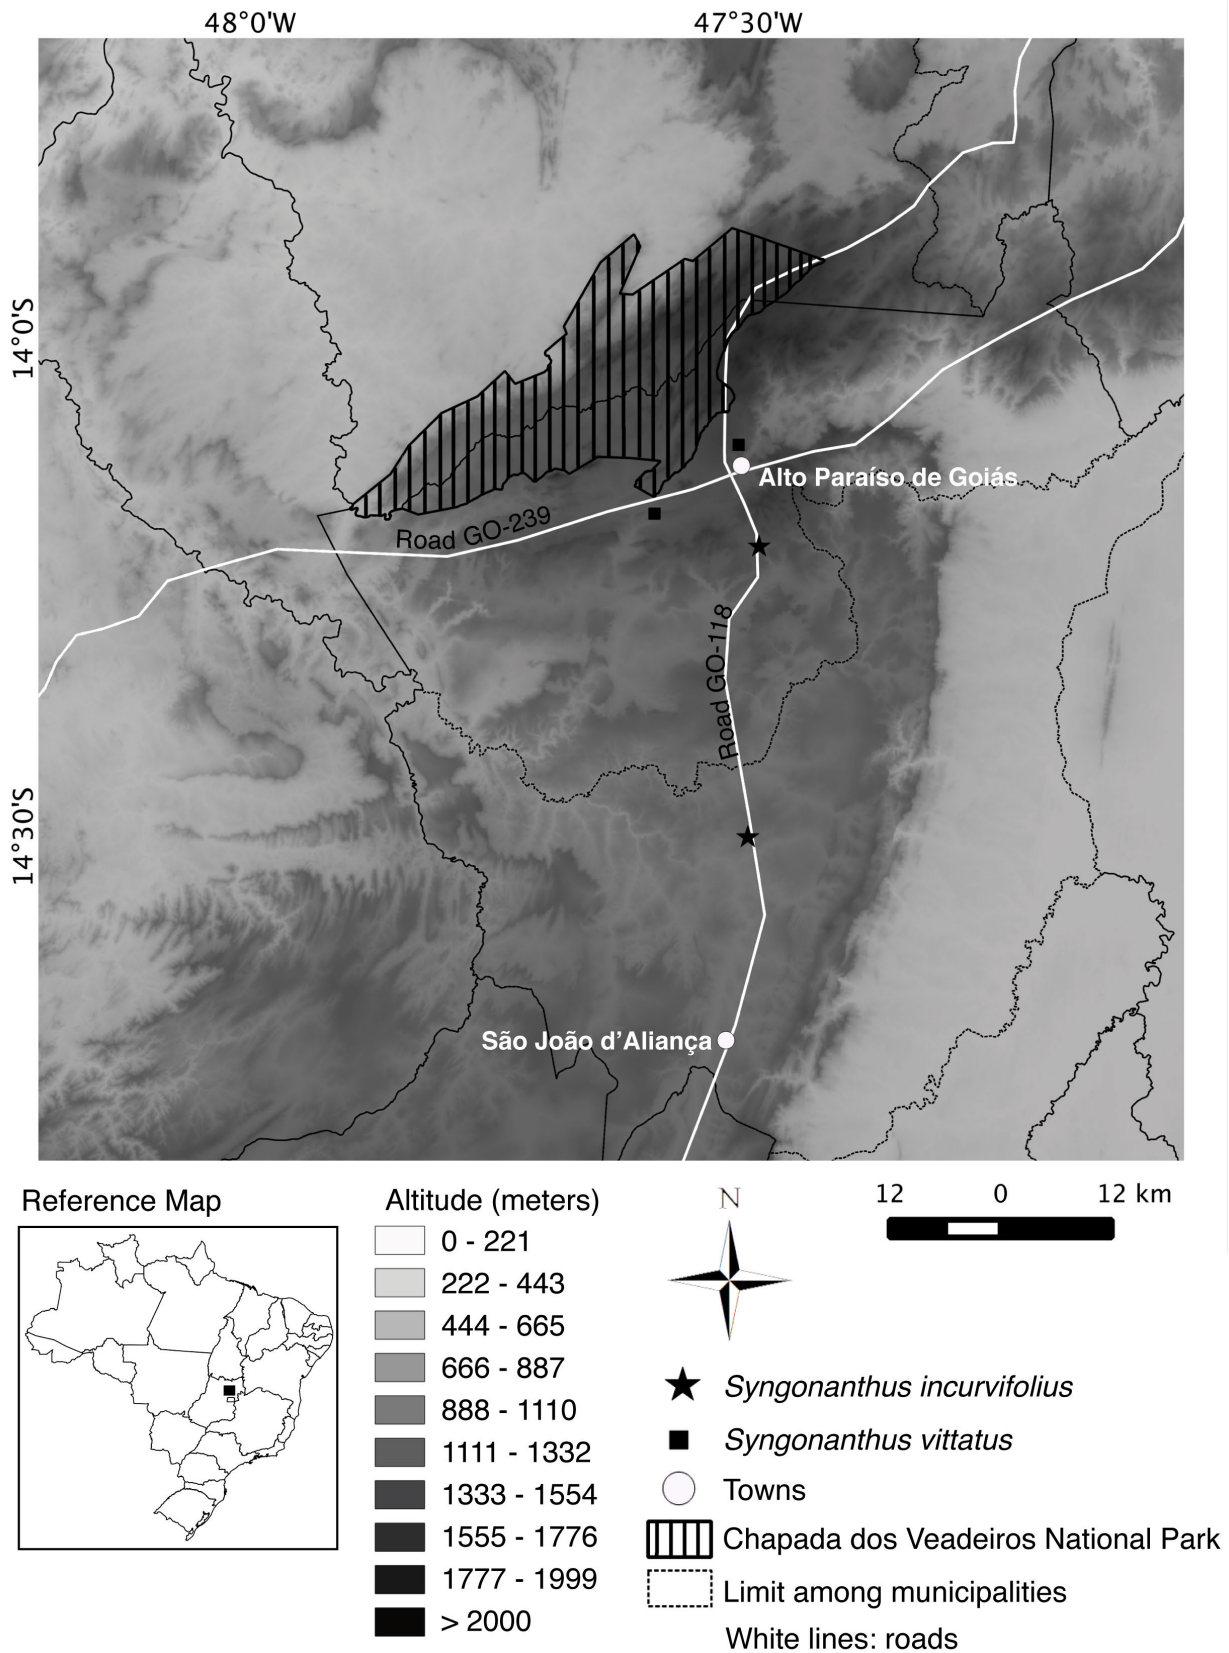 48°0'W
47°30'W
14°0'S
Alto Paraíso de Goiás
Road GO-239
Road GO-118
14°30'S
São João d’Aliança
Reference Map
Altitude (meters)
0 - 221
222 - 443
444 - 665
666 - 887
888 - 1110
1111 - 1332
1333 - 1554
1555 - 1776
1777 - 1999
> 2000
N
12 0 12 km
Syngonanthus incurvifolius
Syngonanthus vittatus
Towns
Chapada dos Veadeiros National Park
Limit among municipalities
White lines: roads